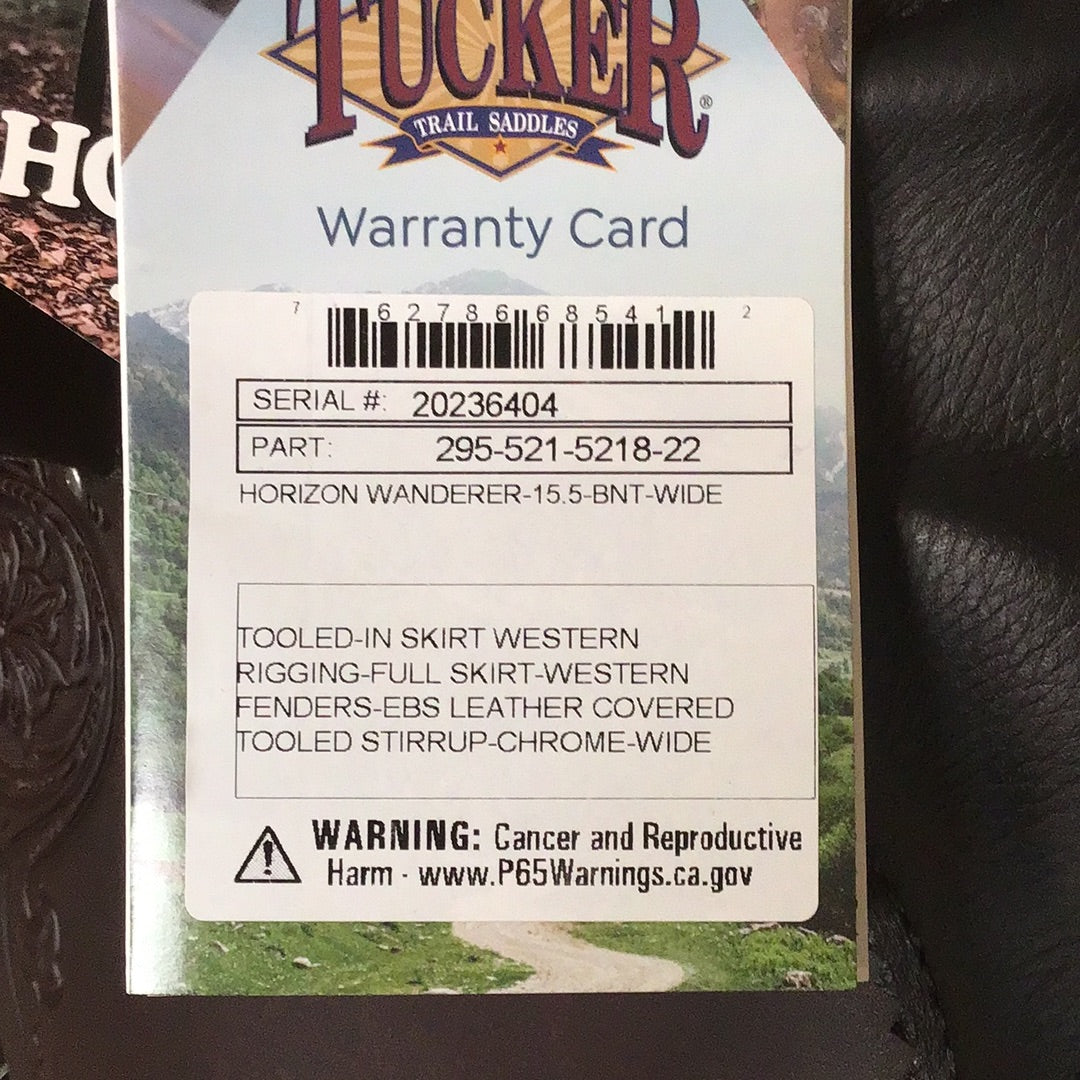 TUCKER®
TRAIL SADDLES
HO
Warranty Card
7 62786 68541 2
SERIAL #: 20236404
PART: 295-521-5218-22
HORIZON WANDERER-15.5-BNT-WIDE
TOOLED-IN SKIRT WESTERN
RIGGING-FULL SKIRT-WESTERN
FENDERS-EBS LEATHER COVERED
TOOLED STIRRUP-CHROME-WIDE
WARNING: Cancer and Reproductive
Harm - www.P65Warnings.ca.gov